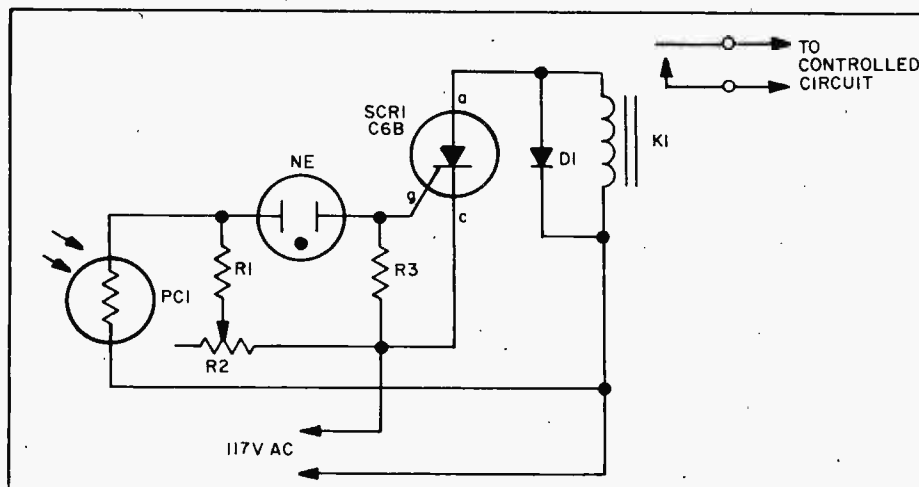 TO
CONTROLLED
CIRCUIT
a
SCR1
C6B
K1
D1
NE
g
c
R1
R3
PC1
R2
117V AC